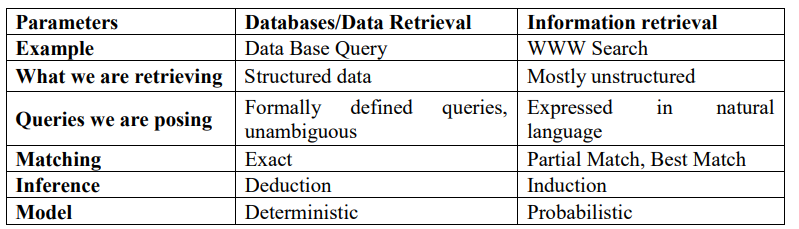 Parameters Databases/Data Retrieval Information retrieval
Example Data Base Query WWW Search
What we are retrieving Structured data Mostly unstructured
Queries we are posing Formally defined queries, unambiguous Expressed in natural language
Matching Exact Partial Match, Best Match
Inference Deduction Induction
Model Deterministic Probabilistic